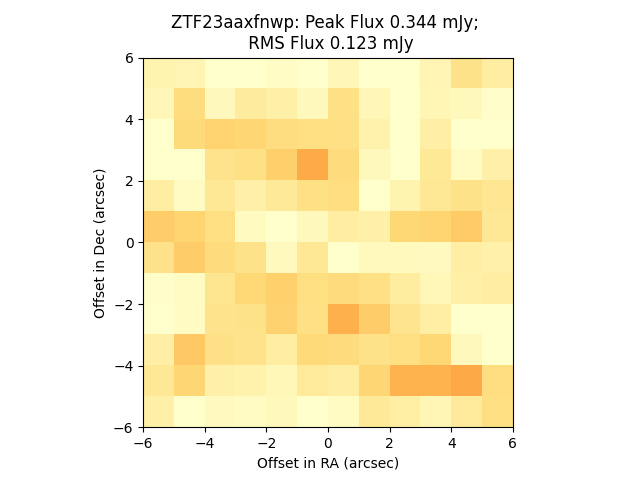 ZTF23aaxfnwp: Peak Flux 0.344 mJy;
RMS Flux 0.123 mJy
6
4
2
0
−2
−4
−6
Offset in Dec (arcsec)
−6 −4 −2 0 2 4 6
Offset in RA (arcsec)